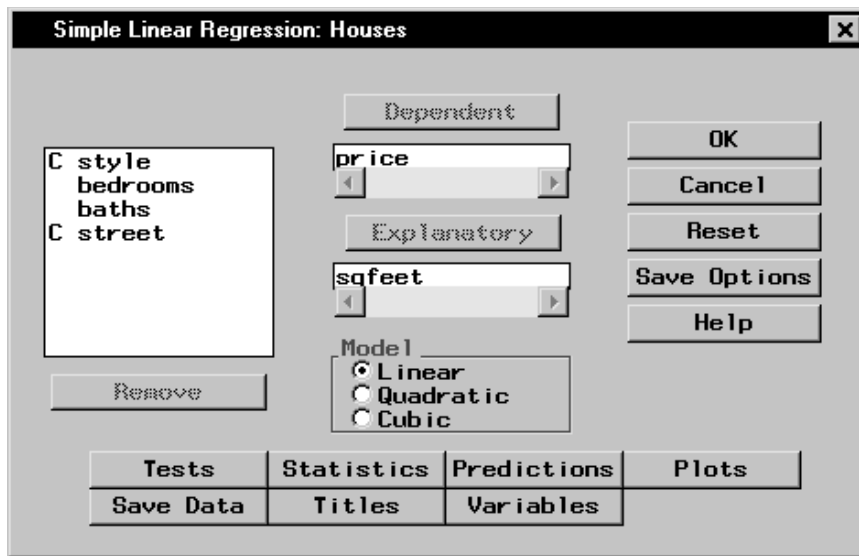 Simple Linear Regression: Houses
C style
bedrooms
baths
C street
Remove
Dependent
price
Explanatory
sqfeet
Model
Linear
Quadratic
Cubic
OK
Cancel
Reset
Save Options
Help
Tests Statistics Predictions Plots
Save Data Titles Variables